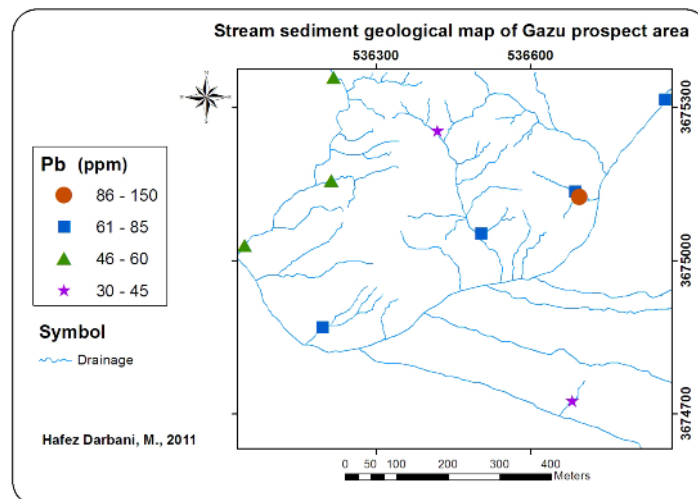 Stream sediment geological map of Gazu prospect area
536300 536600
3675300
3675000
3674700
Pb (ppm)
86 - 150
61 - 85
46 - 60
30 - 45
Symbol
Drainage
Hafez Darbani, M., 2011
0 50 100 200 300 400
Meters